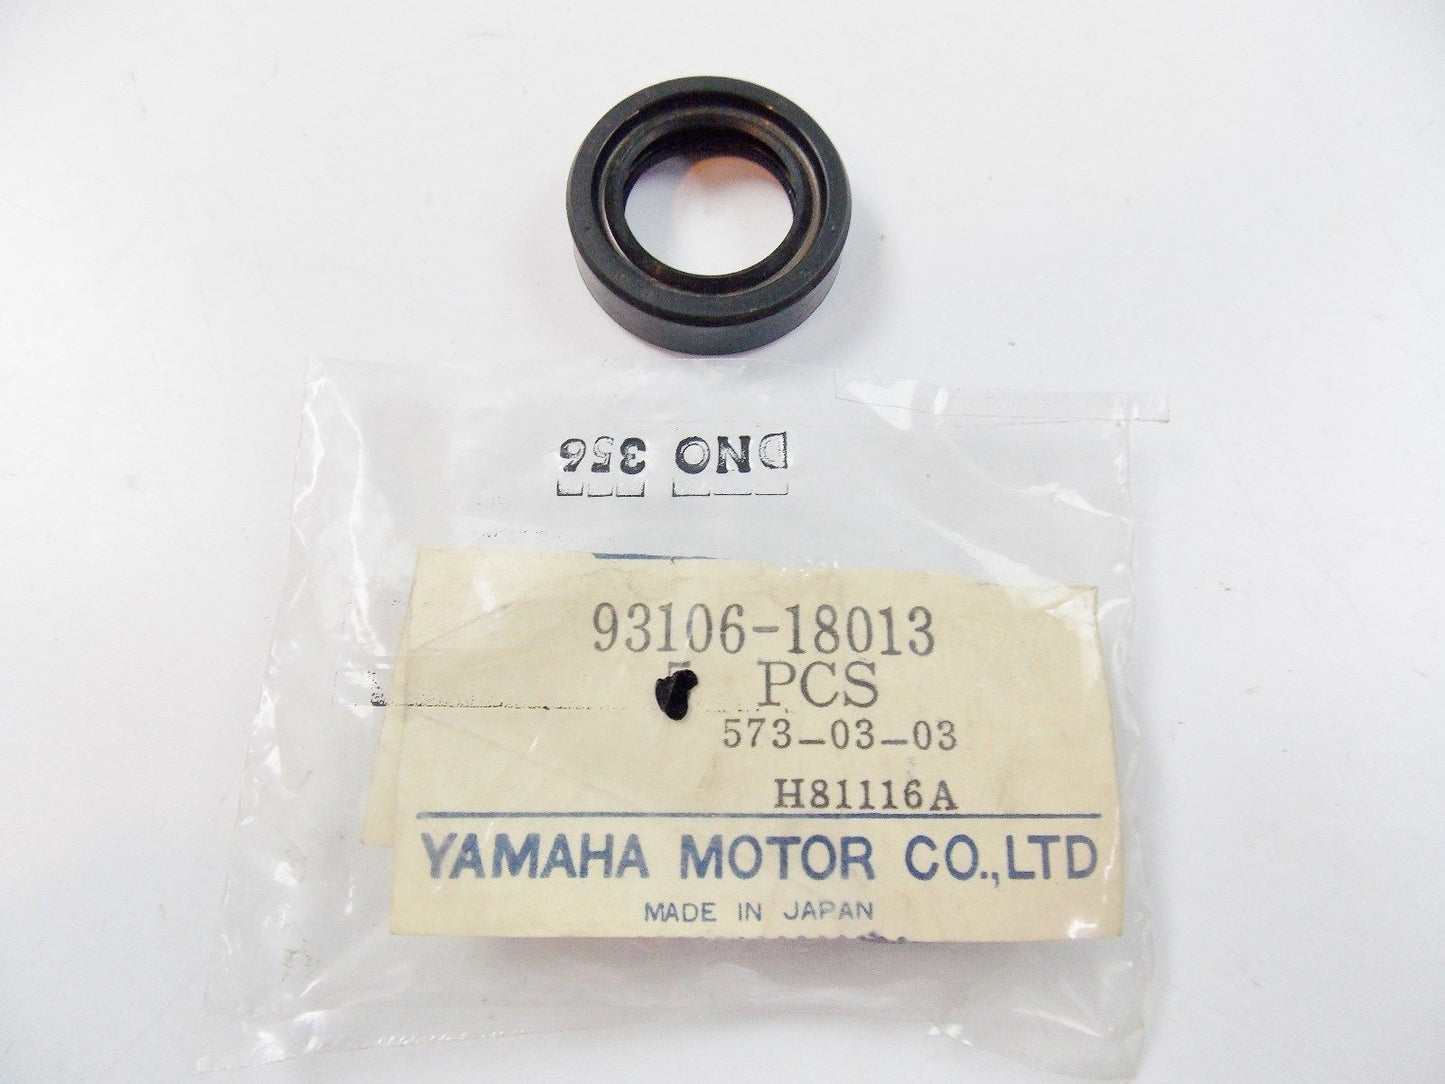 DNO 356
93106-18013
PCS
573-03-03
H81116A
YAMAHA MOTOR CO.,LTD
MADE IN JAPAN